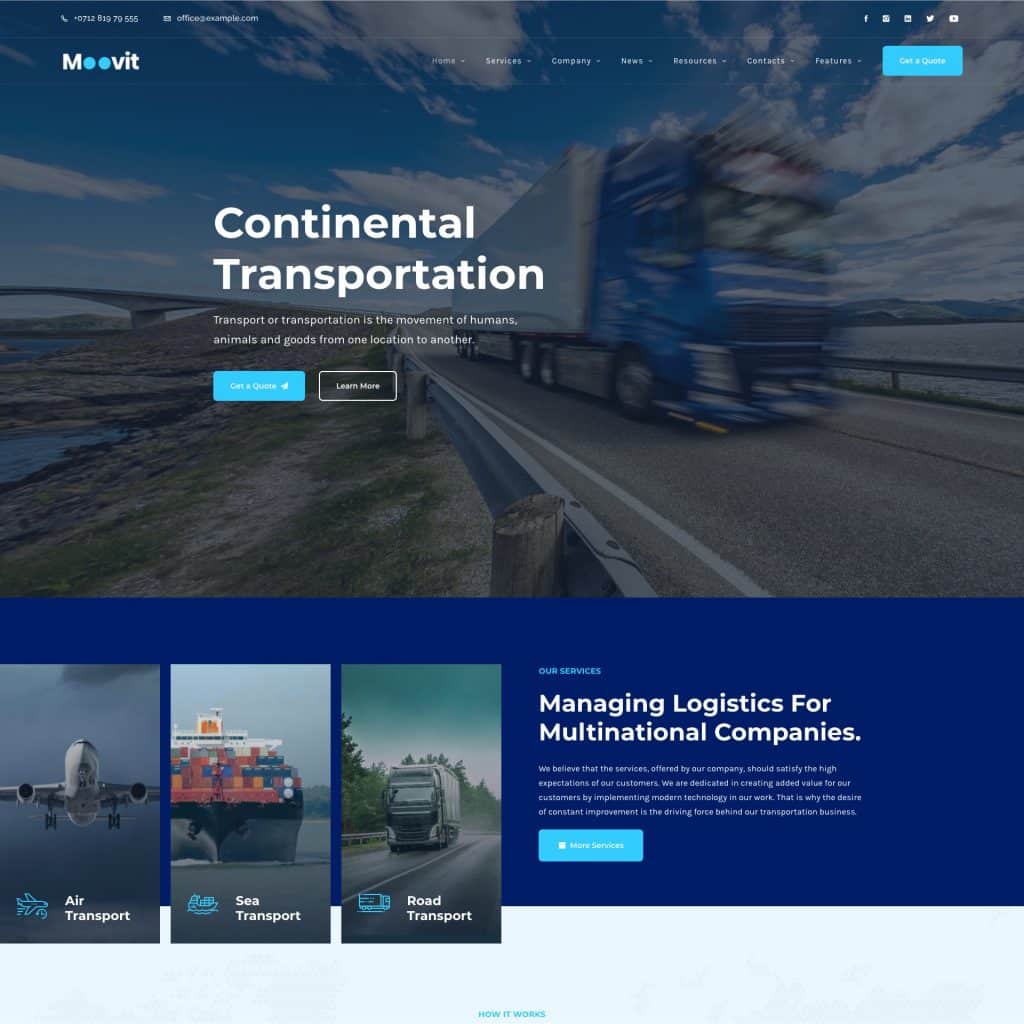 +0712 819 79 555
office@example.com
Moovit
Home
Services
Company
News
Resources
Contacts
Features
Get a Quote
Continental
Transportation
Transport or transportation is the movement of humans,
animals and goods from one location to another.
Get a Quote
Learn More
OUR SERVICES
Managing Logistics For
Multinational Companies.
We believe that the services, offered by our company, should satisfy the high
expectations of our customers. We are dedicated in creating added value for our
customers by implementing modern technology in our work. That is why the desire
of constant improvement is the driving force behind our transportation business.
More Services
Air
Transport
Sea
Transport
Road
Transport
HOW IT WORKS